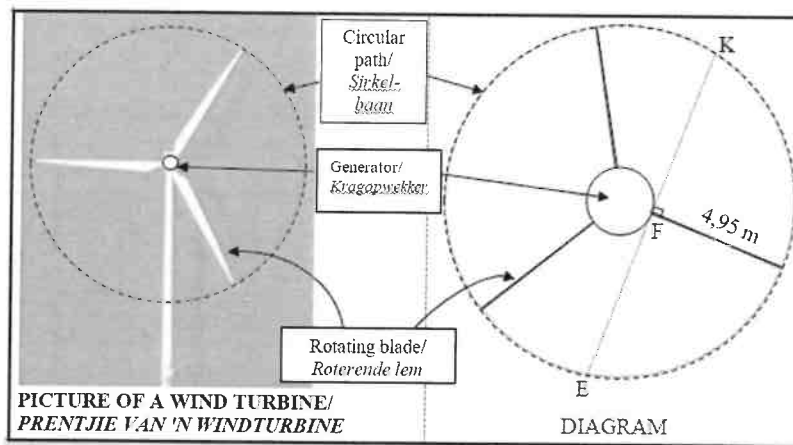 Circular
path/
Sirkel-
baan
K
Generator/
Kragopwekker
4,95 m
F
Rotating blade/
Roterende lem
E
PICTURE OF A WIND TURBINE/
PRENTJIE VAN 'N WINDTURBINE
DIAGRAM